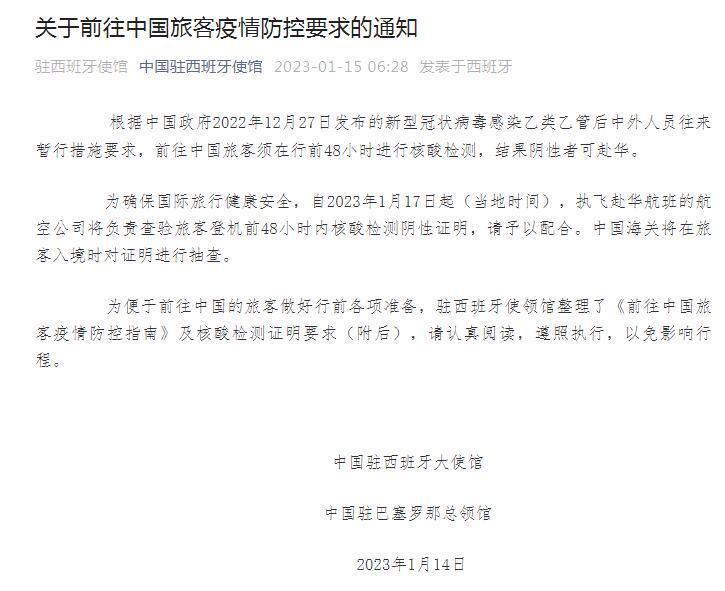 关于前往中国旅客疫情防控要求的通知
驻西班牙使馆 中国驻西班牙使馆 2023-01-15 06:28 发表于西班牙
根据中国政府2022年12月27日发布的新型冠状病毒感染乙类乙管后中外人员往来
暂行措施要求，前往中国旅客须在行前48小时进行核酸检测，结果阴性者可赴华。
为确保国际旅行健康安全，自2023年1月17日起（当地时间），执飞赴华航班的航
空公司将负责查验旅客登机前48小时内核酸检测阴性证明，请予以配合。中国海关将在旅
客入境时对证明进行抽查。
为便于前往中国的旅客做好行前各项准备，驻西班牙使领馆整理了《前往中国旅
客疫情防控指南》及核酸检测证明要求（附后），请认真阅读，遵照执行，以免影响行
程。
中国驻西班牙大使馆
中国驻巴塞罗那总领馆
2023年1月14日